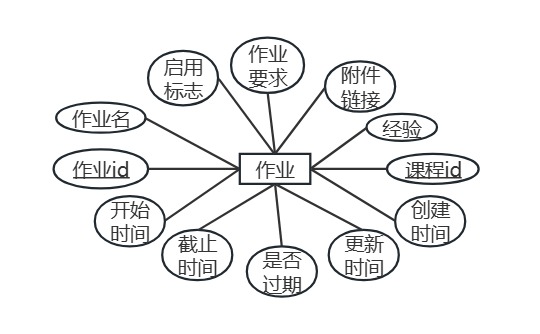 作业
要求
启用
标志
附件
链接
作业名
经验
作业id
作业
课程id
开始
时间
创建
时间
截止
时间
是否
过期
更新
时间